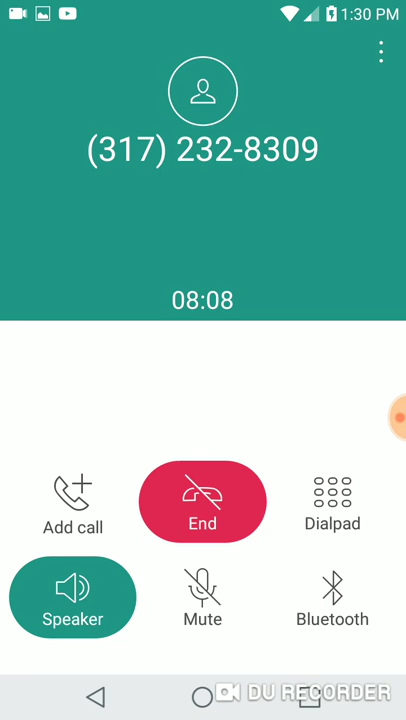 1:30 PM
(317) 232-8309
08:08
Add call
End
Dialpad
Speaker
Mute
Bluetooth
DU RECORDER